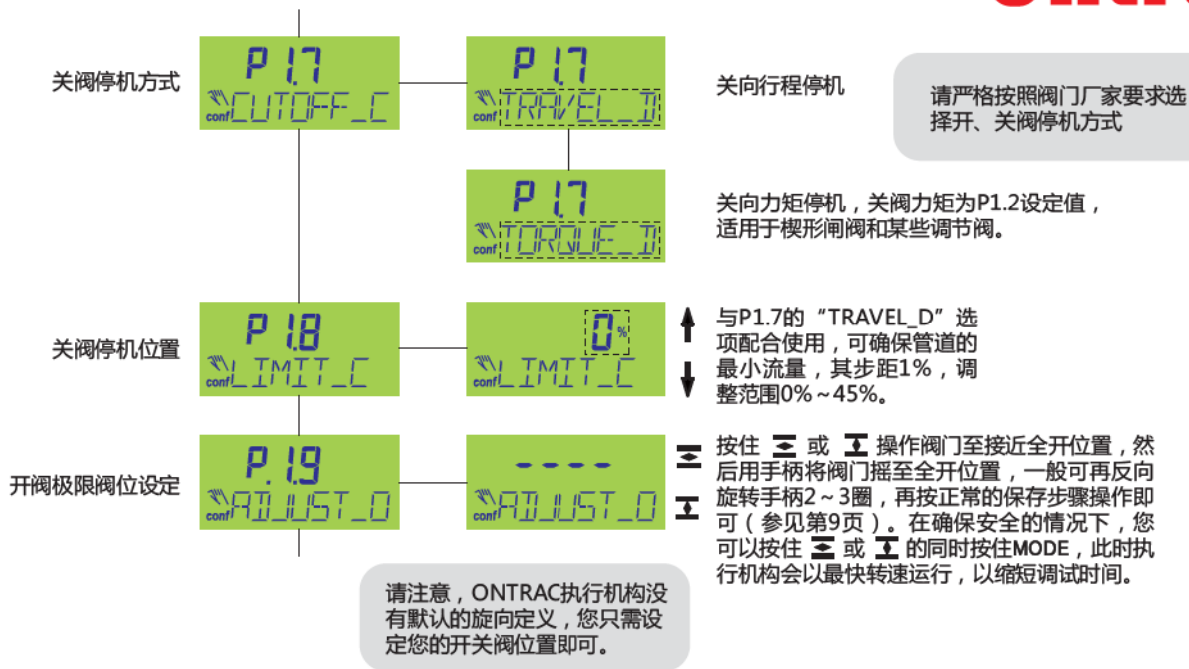 关阀停机方式
P1.7
conf CUTOFF_C
P1.7
conf TRAVEL_D
关向行程停机
请严格按照阀门厂家要求选
择开、关阀停机方式
P1.7
conf TORQUE_D
关向力矩停机，关阀力矩为P1.2设定值，
适用于楔形闸阀和某些调节阀。
关阀停机位置
P1.8
conf LIMIT_C
0%
conf LIMIT_C
与P1.7的“TRAVEL_D”选
项配合使用，可确保管道的
最小流量，其步距1%，调
整范围0%~45%。
开阀极限阀位设定
P.1.9
conf ADJUST_O
----
conf ADJUST_O
按住 或 操作阀门至接近全开位置，然
后用手柄将阀门摇至全开位置，一般可再反向
旋转手柄2~3圈，再按正常的保存步骤操作即
可（参见第9页）。在确保安全的情况下，您
可以按住 或 的同时按住MODE，此时执
行机构会以最快转速运行，以缩短调试时间。
请注意，ONTRAC执行机构没
有默认的旋向定义，您只需设
定您的开关阀位置即可。